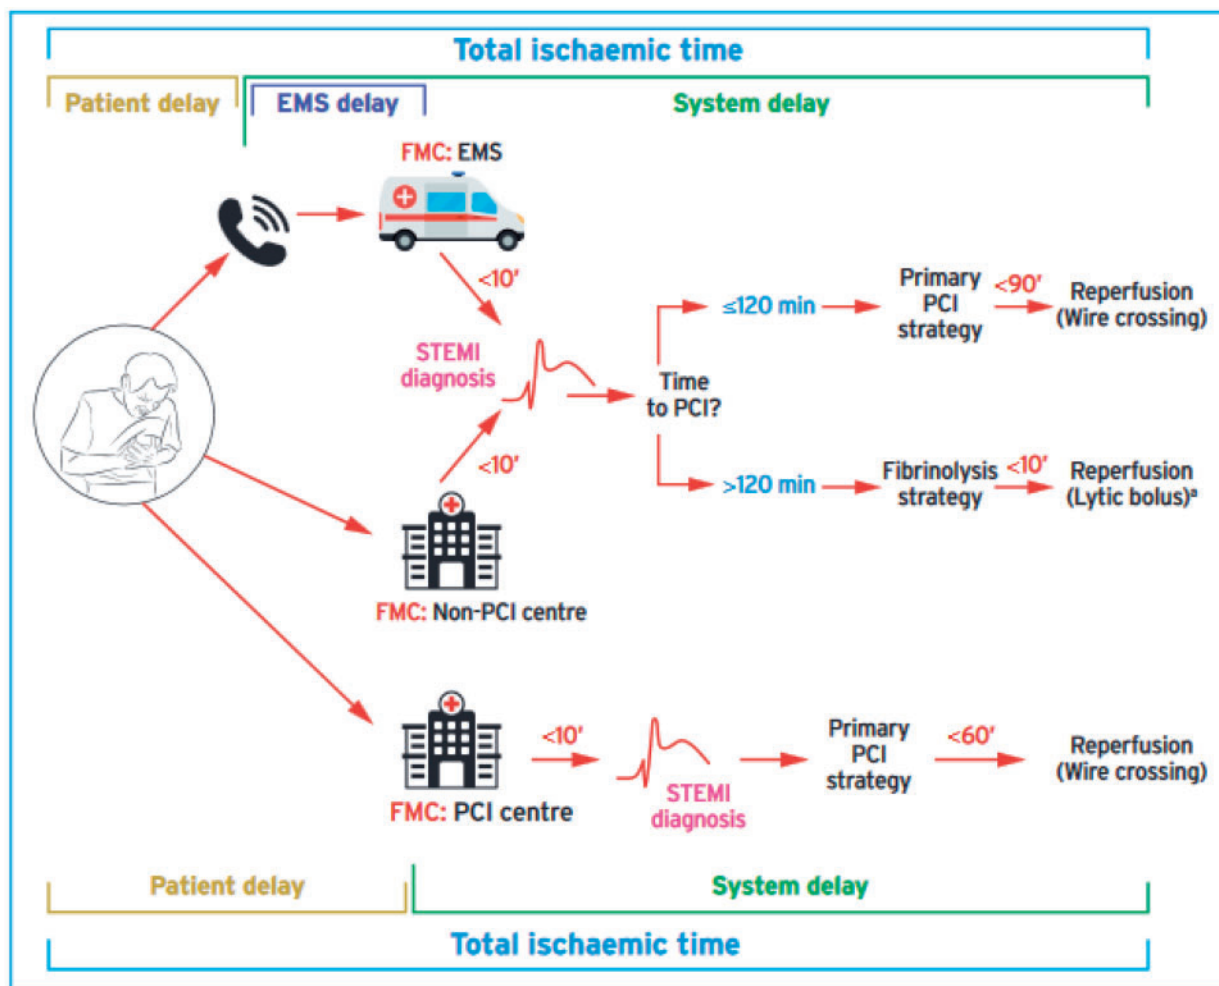 Total ischaemic time
Patient delay
EMS delay
System delay
FMC: EMS
<10'
≤120 min
Primary
PCI
strategy
<90'
Reperfusion
(Wire crossing)
STEMI
diagnosis
Time
to PCI?
<10'
>120 min
Fibrinolysis
strategy
<10'
Reperfusion
(Lytic bolus)ª
FMC: Non-PCI centre
<10'
Primary
PCI
strategy
<60'
Reperfusion
(Wire crossing)
FMC: PCI centre
STEMI
diagnosis
Patient delay
System delay
Total ischaemic time